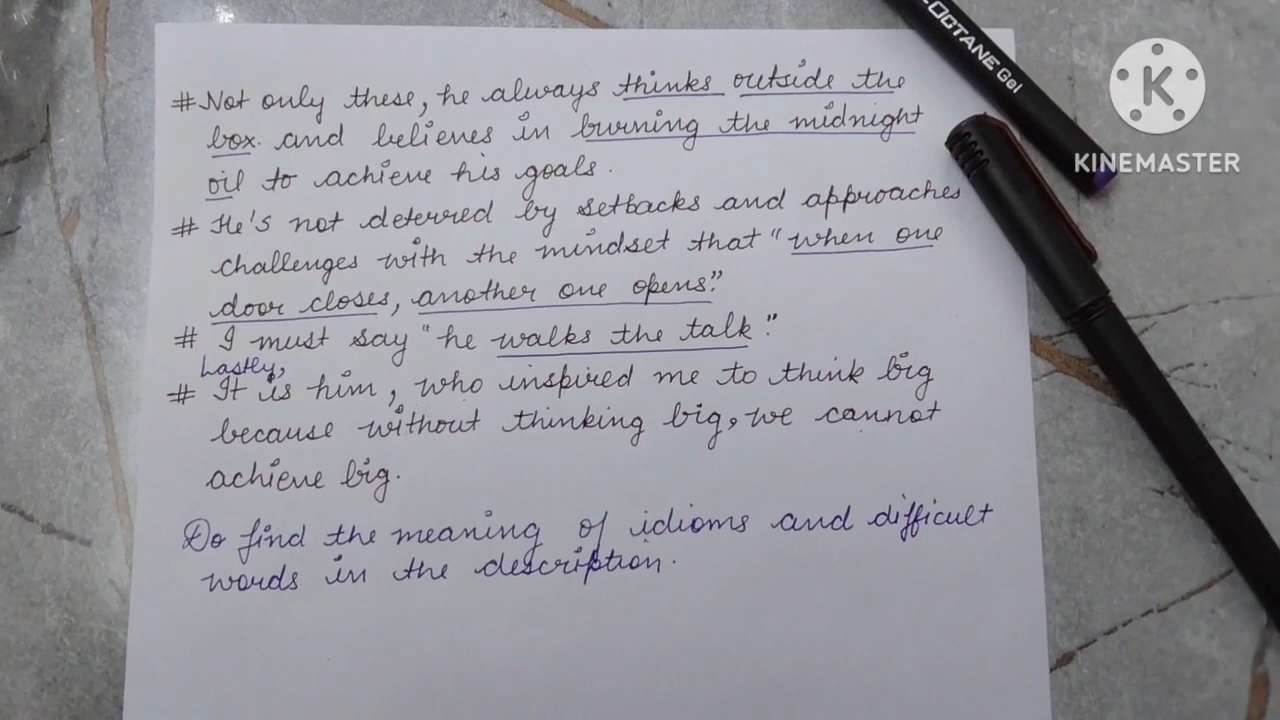 #Not only these, he always thinks outside the
box. and believes in burning the midnight
oil to achieve his goals.
# He's not deterred by setbacks and approaches
challenges with the mindset that "when one
door closes, another one opens."
# I must say "he walks the talk."
Lastly,
# It is him, who inspired me to think big
because without thinking big, we cannot
achieve big.
Do find the meaning of idioms and difficult
words in the description.
OCTANE Gel
K
KINEMASTER